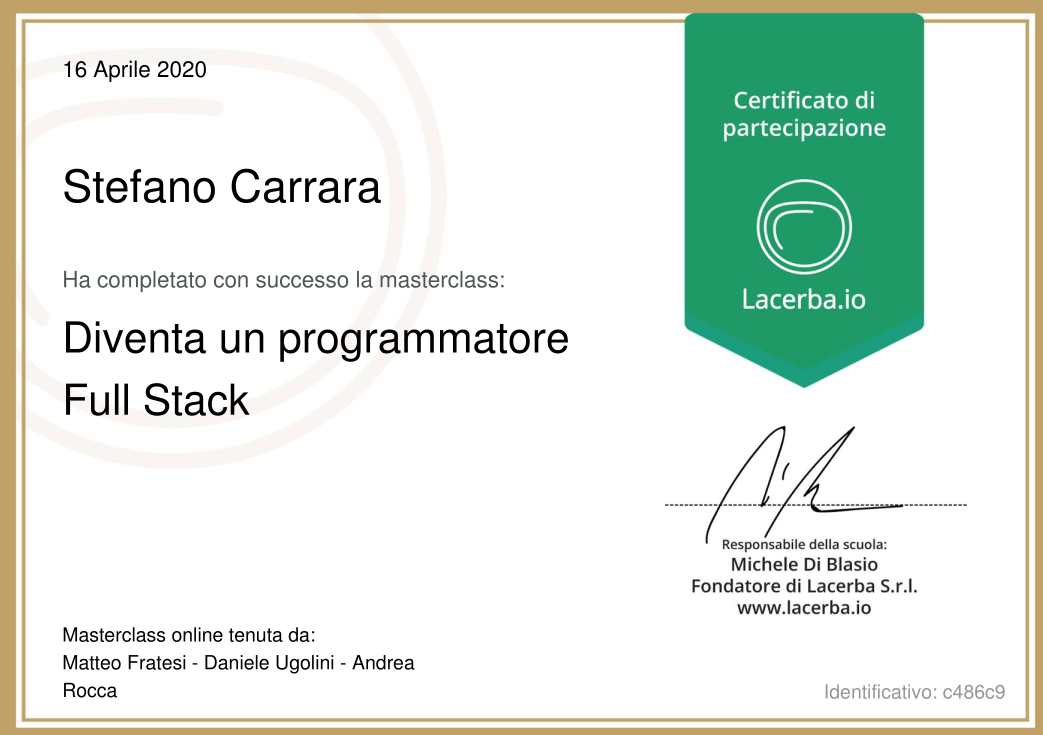 16 Aprile 2020
Certificato di
partecipazione
Stefano Carrara
Lacerba.io
Ha completato con successo la masterclass:
Diventa un programmatore
Full Stack
Responsabile della scuola:
Michele Di Blasio
Fondatore di Lacerba S.r.l.
www.lacerba.io
Masterclass online tenuta da:
Matteo Fratesi - Daniele Ugolini - Andrea
Rocca
Identificativo: c486c9